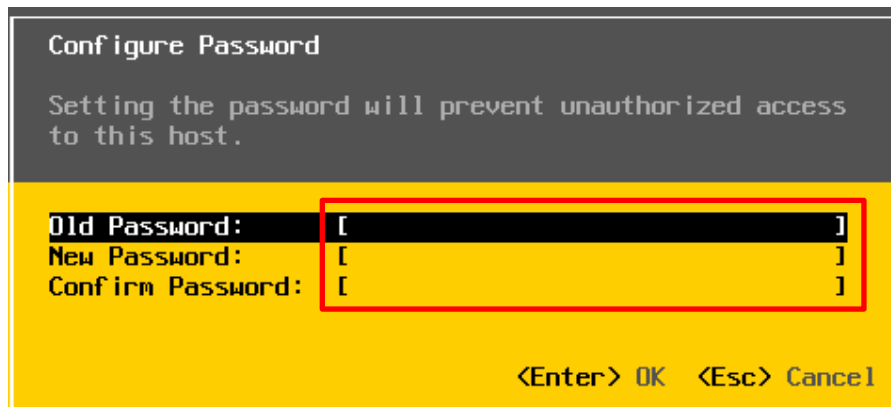 Configure Password
Setting the password will prevent unauthorized access
to this host.
Old Password: [ ]
New Password: [ ]
Confirm Password: [ ]
<Enter> OK <Esc> Cancel